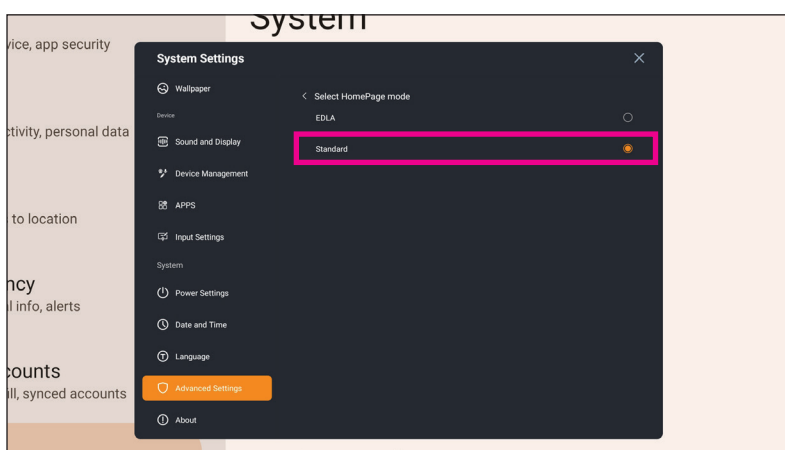 System
vice, app security
ctivity, personal data
to location
ncy
al info, alerts
counts
ill, synced accounts
System Settings
Wallpaper
Device
Sound and Display
Device Management
APPS
Input Settings
System
Power Settings
Date and Time
Language
Advanced Settings
About
Select HomePage mode
EDLA
Standard